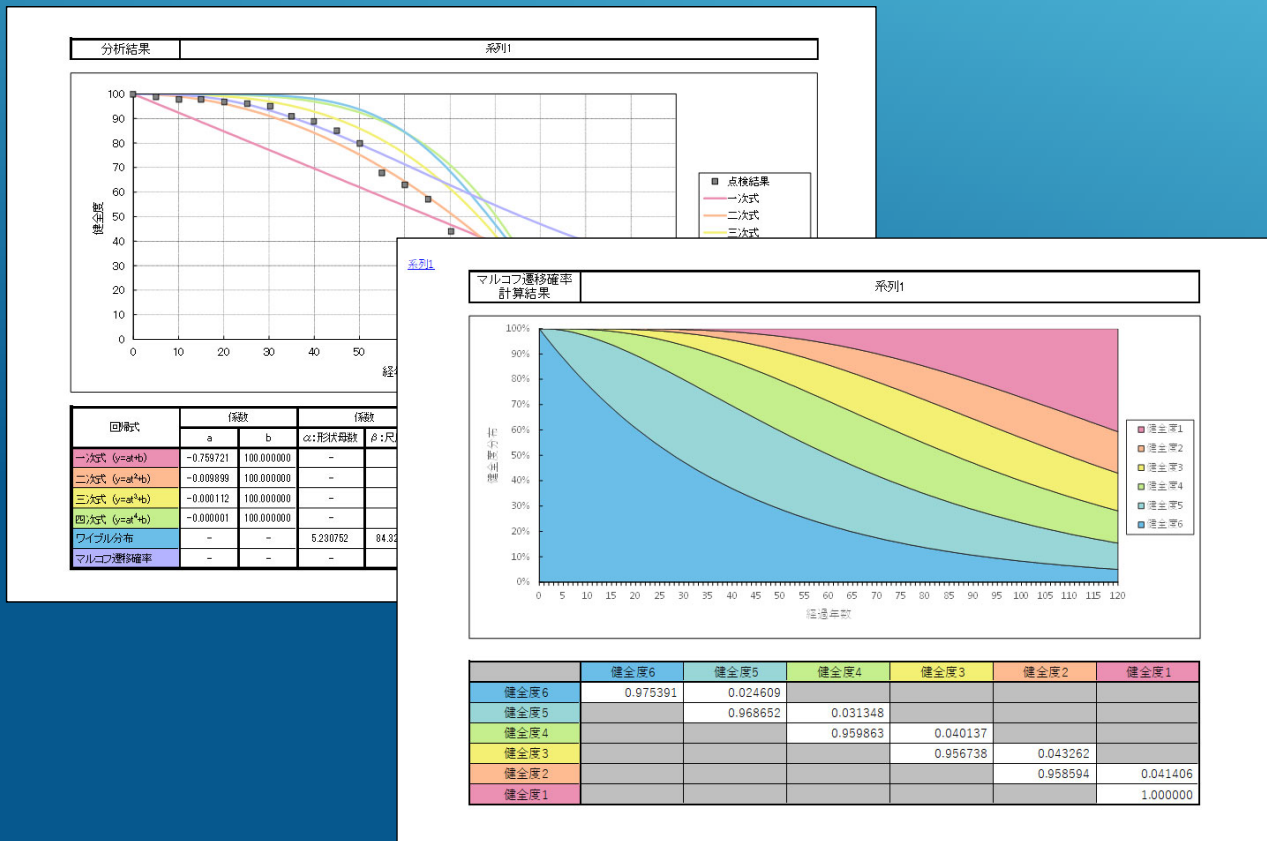 分析結果 系列1
100
90
80
70
60
50
40
30
20
10
0
健全度
0 10 20 30 40 50
点検結果
一次式
二次式
三次式
回帰式 係数 係数
a b α:形状母数
一次式 (y=at+b) -0.759721 100.000000 -
二次式 (y=at²+b) -0.009899 100.000000 -
三次式 (y=at³+b) -0.000112 100.000000 -
四次式 (y=at⁴+b) -0.000001 100.000000 -
ワイブル分布 - - 5.230752
マルコフ遷移確率 - - -
系列1
マルコフ遷移確率
計算結果
系列1
100%
90%
80%
70%
60%
50%
40%
30%
20%
10%
0%
健全度分布
0 5 10 15 20 25 30 35 40 45 50 55 60 65 70 75 80 85 90 95 100 105 110 115 120
経過年数
健全度1
健全度2
健全度3
健全度4
健全度5
健全度6
健全度6 健全度5 健全度4 健全度3 健全度2 健全度1
健全度6 0.975391 0.024609
健全度5 0.968652 0.031348
健全度4 0.959863 0.040137
健全度3 0.956738 0.043262
健全度2 0.958594 0.041406
健全度1 1.000000